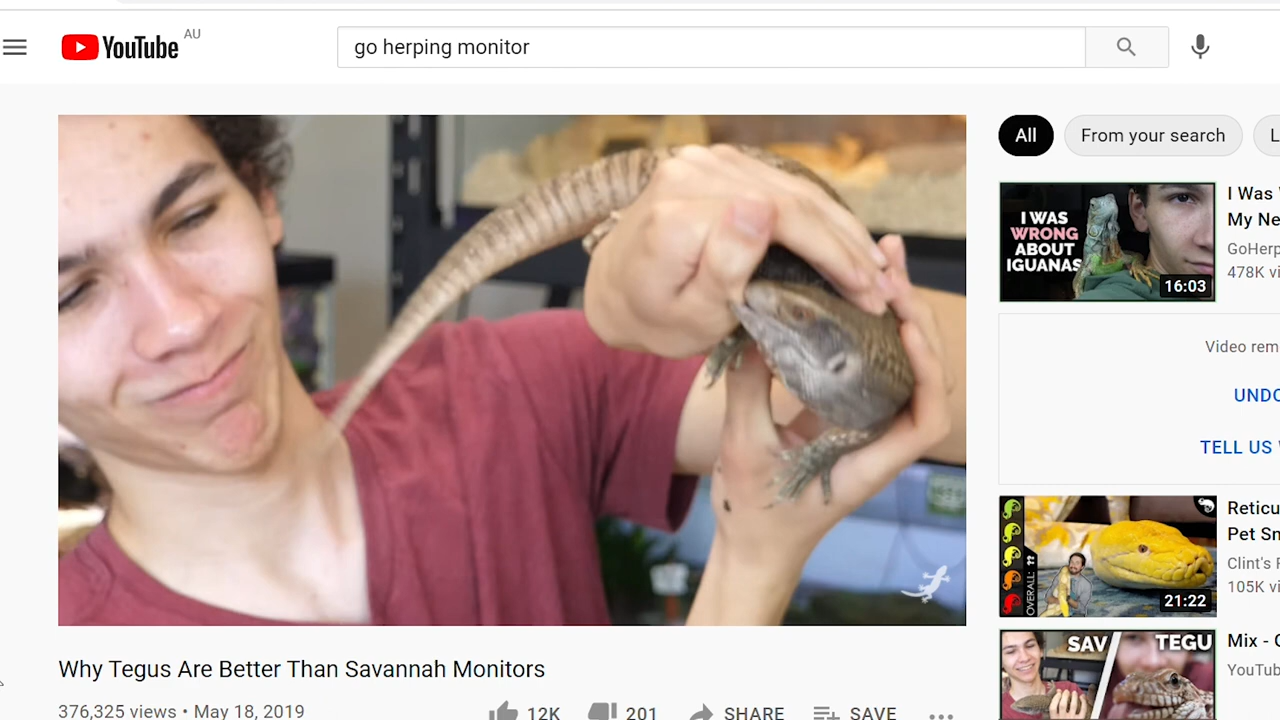 YouTube AU
go herping monitor
All
From your search
L
I WAS
WRONG
ABOUT
IGUANAS
16:03
I Was
My Ne
GoHerp
478K vi
Video rem
UNDO
TELL US
OVERALL: ??
21:22
Reticu
Pet Sn
Clint's
105K vi
SAV TEGU
Mix -
YouTub
Why Tegus Are Better Than Savannah Monitors
376,325 views • May 18, 2019
12K
201
SHARE
SAVE